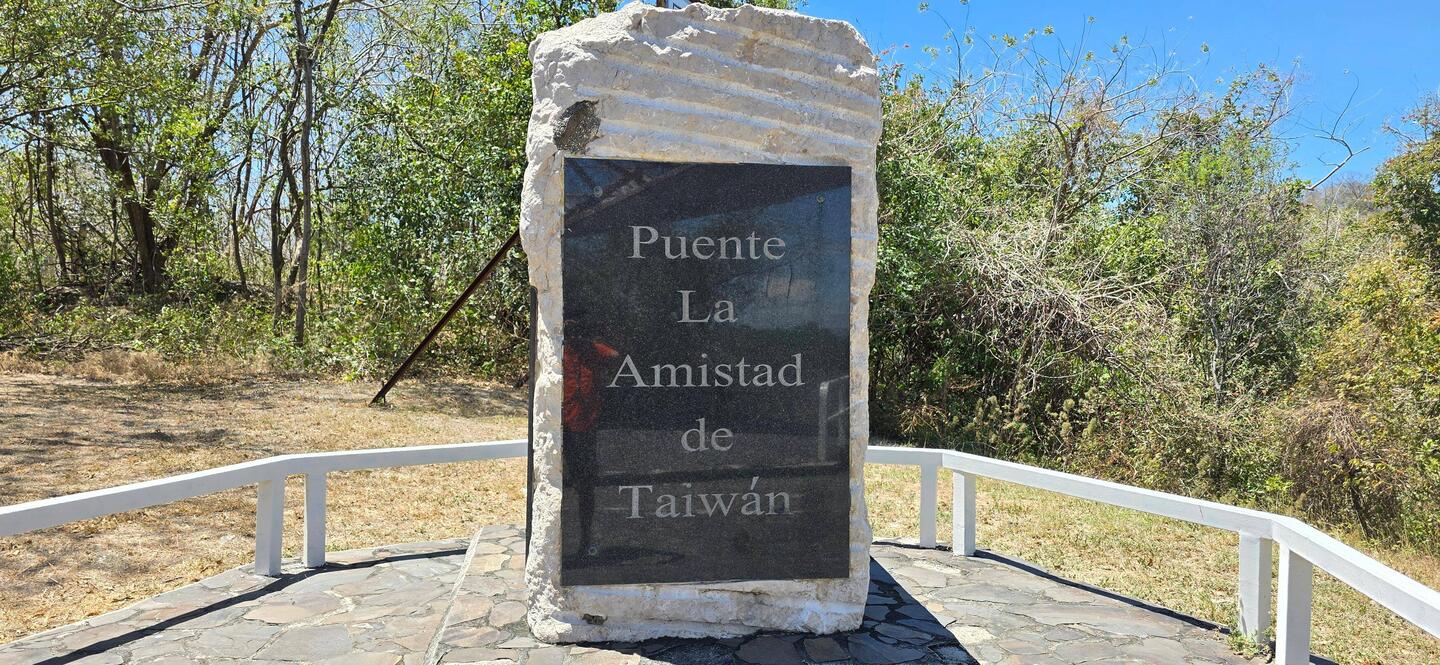 Puente
La
Amistad
de
Taiwán